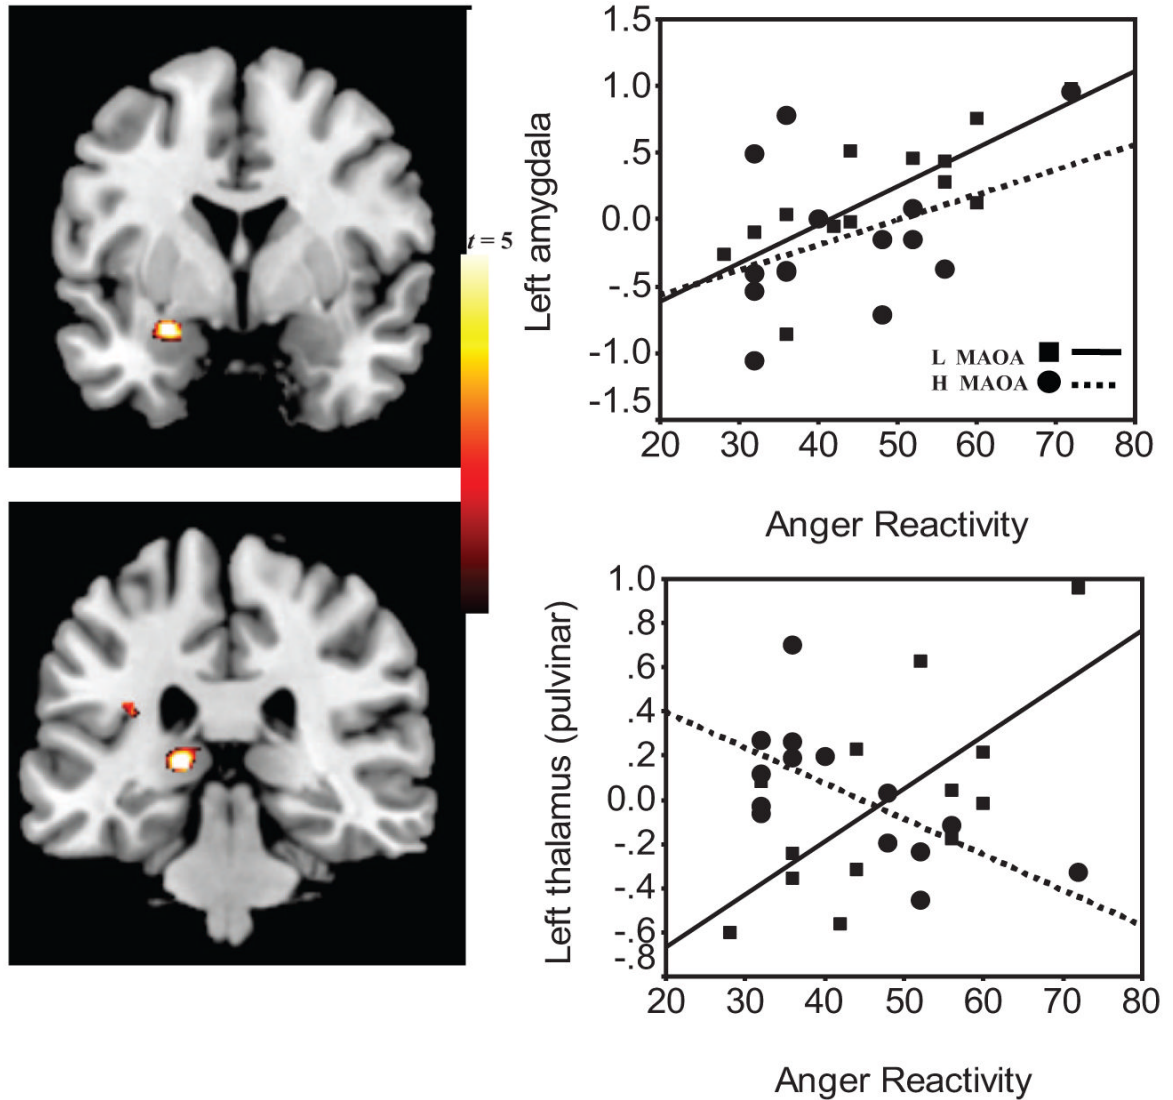 t = 5
Left amygdala
1.5
1.0
.5
0.0
-.5
-1.0
-1.5
L MAOA
H MAOA
20 30 40 50 60 70 80
Anger Reactivity
Left thalamus (pulvinar)
1.0
.8
.6
.4
.2
0.0
-.2
-.4
-.6
-.8
20 30 40 50 60 70 80
Anger Reactivity